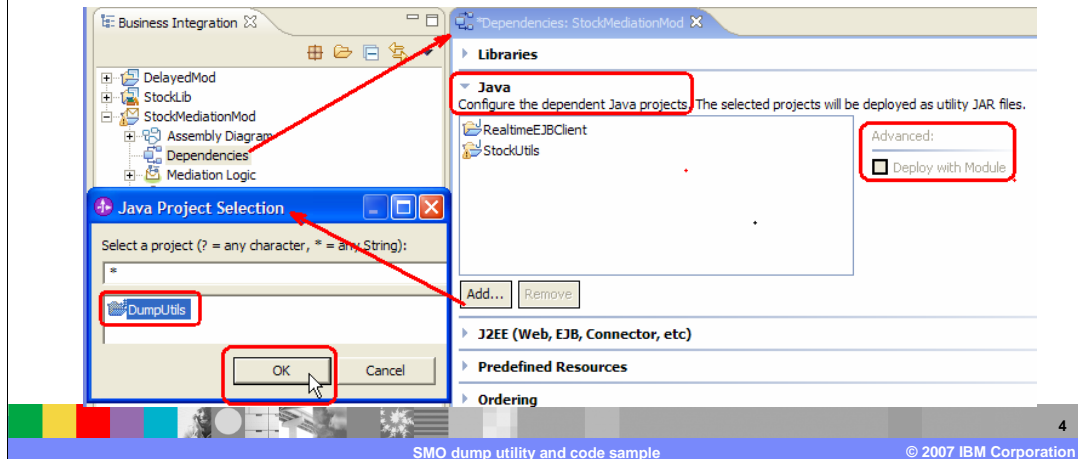 Business Integration
DelayedMod
StockLib
StockMediationMod
Assembly Diagram
Dependencies
Mediation Logic
Java Project Selection
Select a project (? = any character, * = any String):
*
DumpUtils
OK
Cancel
*Dependencies: StockMediationMod
Libraries
Java
Configure the dependent Java projects. The selected projects will be deployed as utility JAR files.
RealtimeEJBClient
StockUtils
Advanced:
Deploy with Module
Add...
Remove
J2EE (Web, EJB, Connector, etc)
Predefined Resources
Ordering
4
SMO dump utility and code sample
© 2007 IBM Corporation